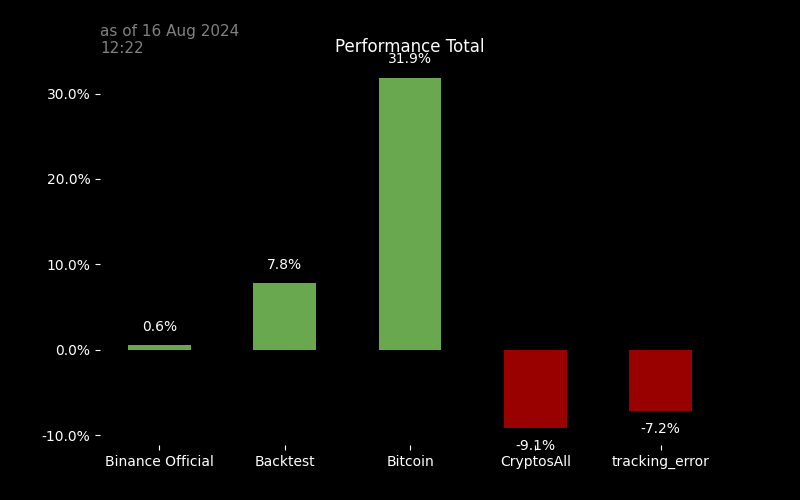 as of 16 Aug 2024
12:22
Performance Total
31.9%
30.0%
20.0%
10.0%
7.8%
0.6%
0.0%
-7.2%
-10.0%
-9.1%
Binance Official
Backtest
Bitcoin
CryptosAll
tracking_error